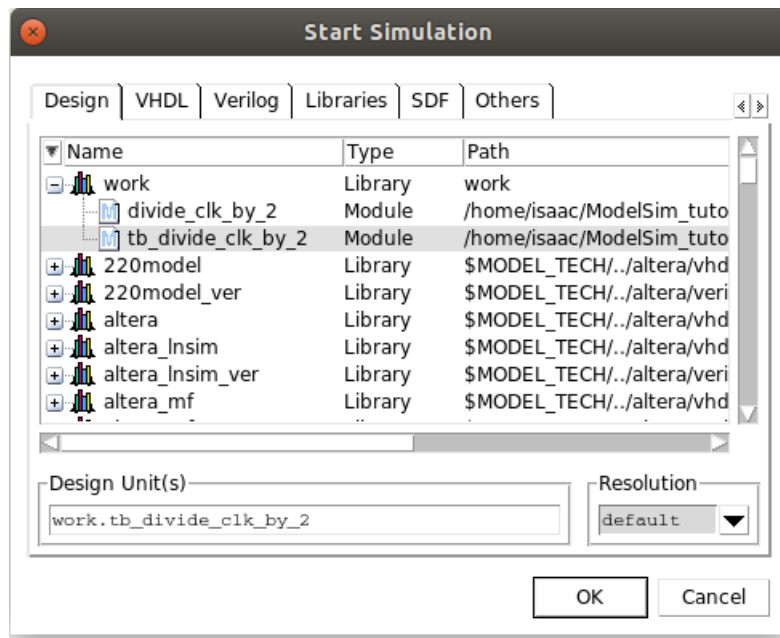 Start Simulation
Design VHDL Verilog Libraries SDF Others
Name Type Path
work Library work
divide_clk_by_2 Module /home/isaac/ModelSim_tuto
tb_divide_clk_by_2 Module /home/isaac/ModelSim_tuto
220model Library $MODEL_TECH/../altera/vhd
220model_ver Library $MODEL_TECH/../altera/veri
altera Library $MODEL_TECH/../altera/vhd
altera_lnsim Library $MODEL_TECH/../altera/vhd
altera_lnsim_ver Library $MODEL_TECH/../altera/veri
altera_mf Library $MODEL_TECH/../altera/vhd
Design Unit(s) Resolution
work.tb_divide_clk_by_2 default
OK Cancel